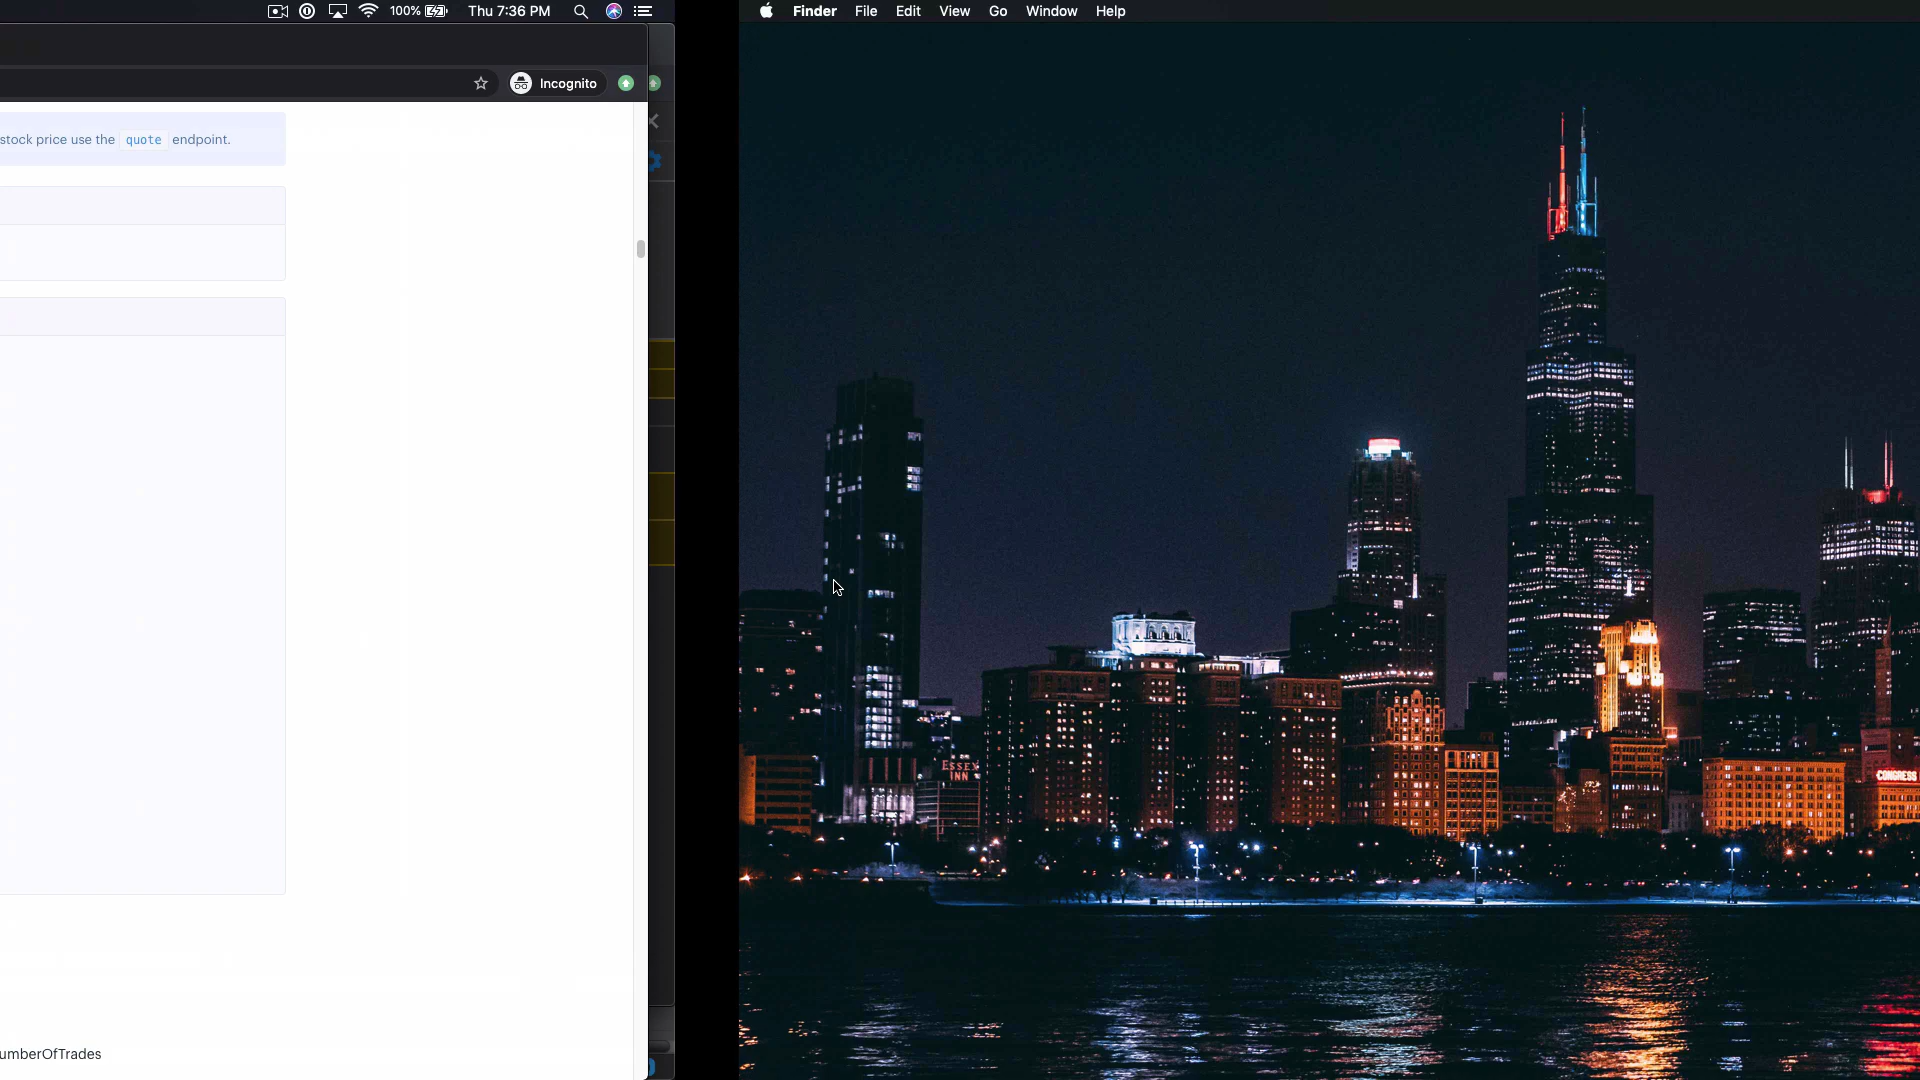 100%
Thu 7:36 PM
Incognito
stock price use the quote endpoint.
umberOfTrades
Finder File Edit View Go Window Help
ESSEX
INN
CONGRESS